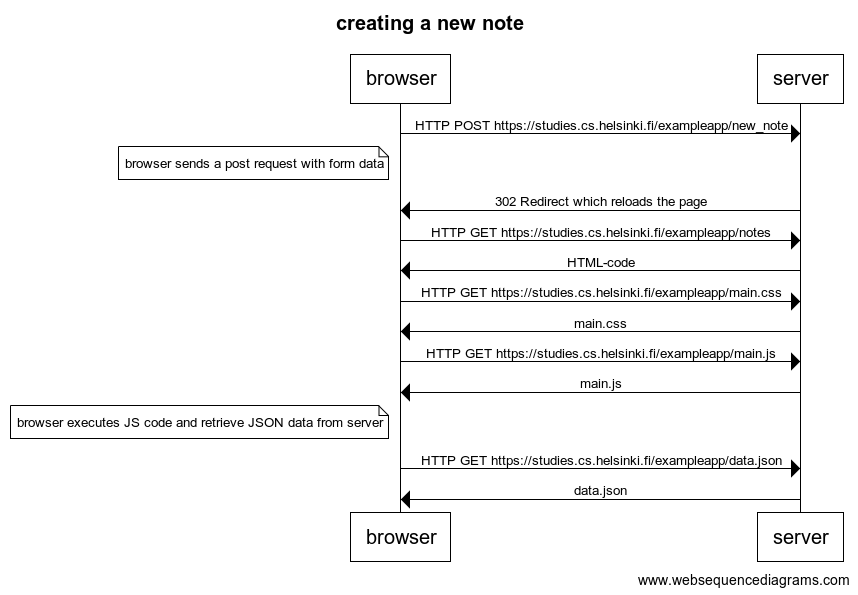 creating a new note
browser
server
HTTP POST https://studies.cs.helsinki.fi/exampleapp/new_note
browser sends a post request with form data
302 Redirect which reloads the page
HTTP GET https://studies.cs.helsinki.fi/exampleapp/notes
HTML-code
HTTP GET https://studies.cs.helsinki.fi/exampleapp/main.css
main.css
HTTP GET https://studies.cs.helsinki.fi/exampleapp/main.js
main.js
browser executes JS code and retrieve JSON data from server
HTTP GET https://studies.cs.helsinki.fi/exampleapp/data.json
data.json
browser
server
www.websequencediagrams.com